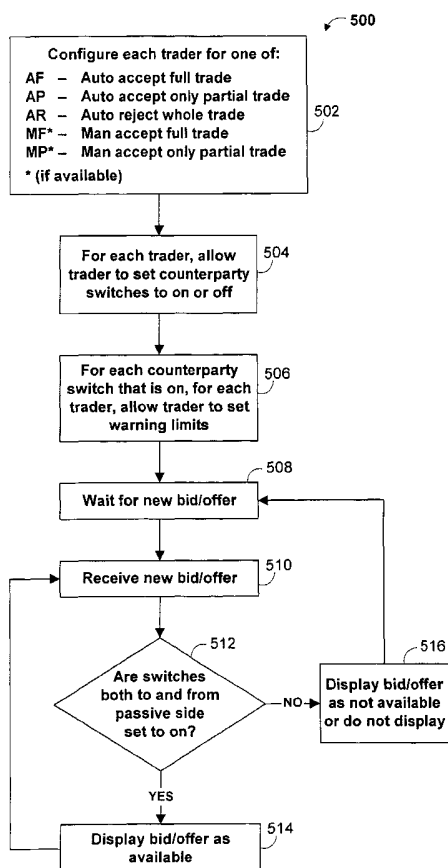 500
Configure each trader for one of:
AF – Auto accept full trade
AP – Auto accept only partial trade
AR – Auto reject whole trade
MF* – Man accept full trade
MP* – Man accept only partial trade
* (if available)
502
For each trader, allow
trader to set counterparty
switches to on or off
504
For each counterparty
switch that is on, for each
trader, allow trader to set
warning limits
506
508
Wait for new bid/offer
Receive new bid/offer
510
512
Are switches
both to and from
passive side
set to on?
NO
516
Display bid/offer
as not available
or do not display
YES
Display bid/offer as
available
514